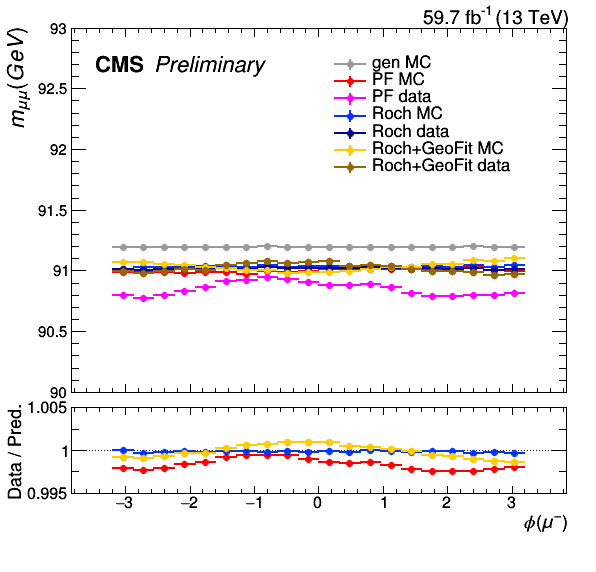 59.7 fb⁻¹ (13 TeV)
m_μμ(GeV)
CMS Preliminary
gen MC
PF MC
PF data
Roch MC
Roch data
Roch+GeoFit MC
Roch+GeoFit data
93
92.5
92
91.5
91
90.5
90
Data / Pred.
1.005
1
0.995
−3 −2 −1 0 1 2 3
ϕ(μ⁻)